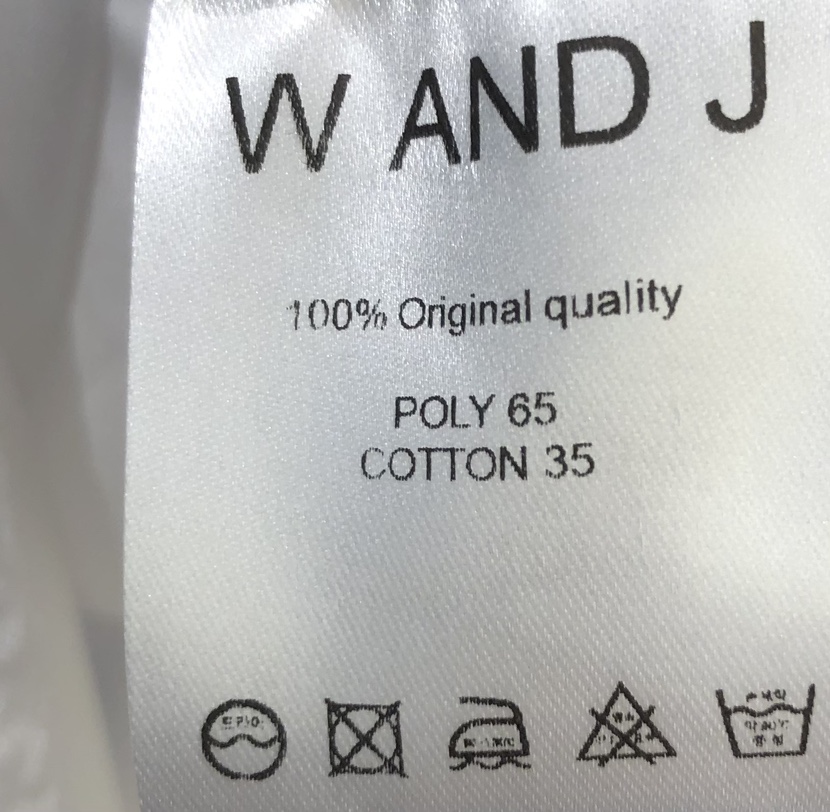 W AND J
100% Original quality
POLY 65
COTTON 35